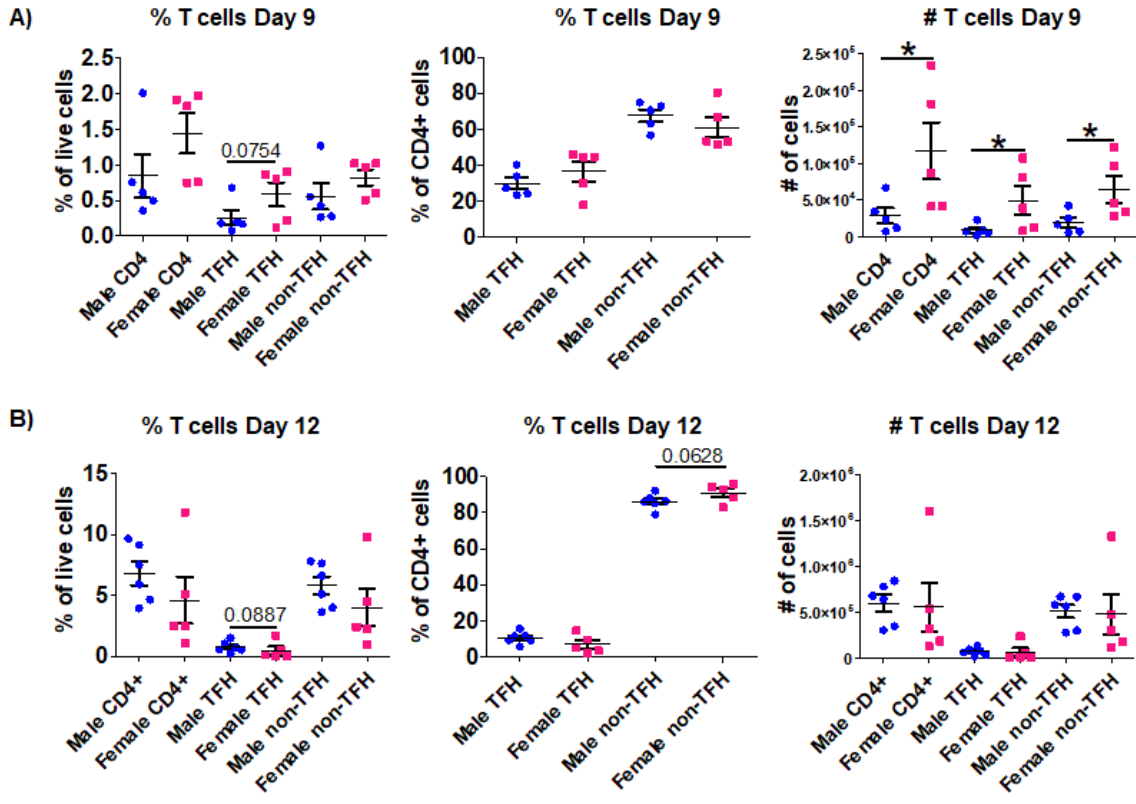 A)
% T cells Day 9
% of live cells
2.5
2.0
1.5
1.0
0.5
0.0
0.0754
Male CD4
Female CD4
Male TFH
Female TFH
Male non-TFH
Female non-TFH
% T cells Day 9
% of CD4+ cells
100
80
60
40
20
0
Male TFH
Female TFH
Male non-TFH
Female non-TFH
# T cells Day 9
# of cells
2.5×10⁵
2.0×10⁵
1.5×10⁵
1.0×10⁵
5.0×10⁴
0
*
*
*
Male CD4
Female CD4
Male TFH
Female TFH
Male non-TFH
Female non-TFH
B)
% T cells Day 12
% of live cells
15
10
5
0
0.0887
Male CD4+
Female CD4+
Male TFH
Female TFH
Male non-TFH
Female non-TFH
% T cells Day 12
% of CD4+ cells
100
80
60
40
20
0
0.0628
Male TFH
Female TFH
Male non-TFH
Female non-TFH
# T cells Day 12
# of cells
2.0×10⁶
1.5×10⁶
1.0×10⁶
5.0×10⁵
0
Male CD4+
Female CD4+
Male TFH
Female TFH
Male non-TFH
Female non-TFH